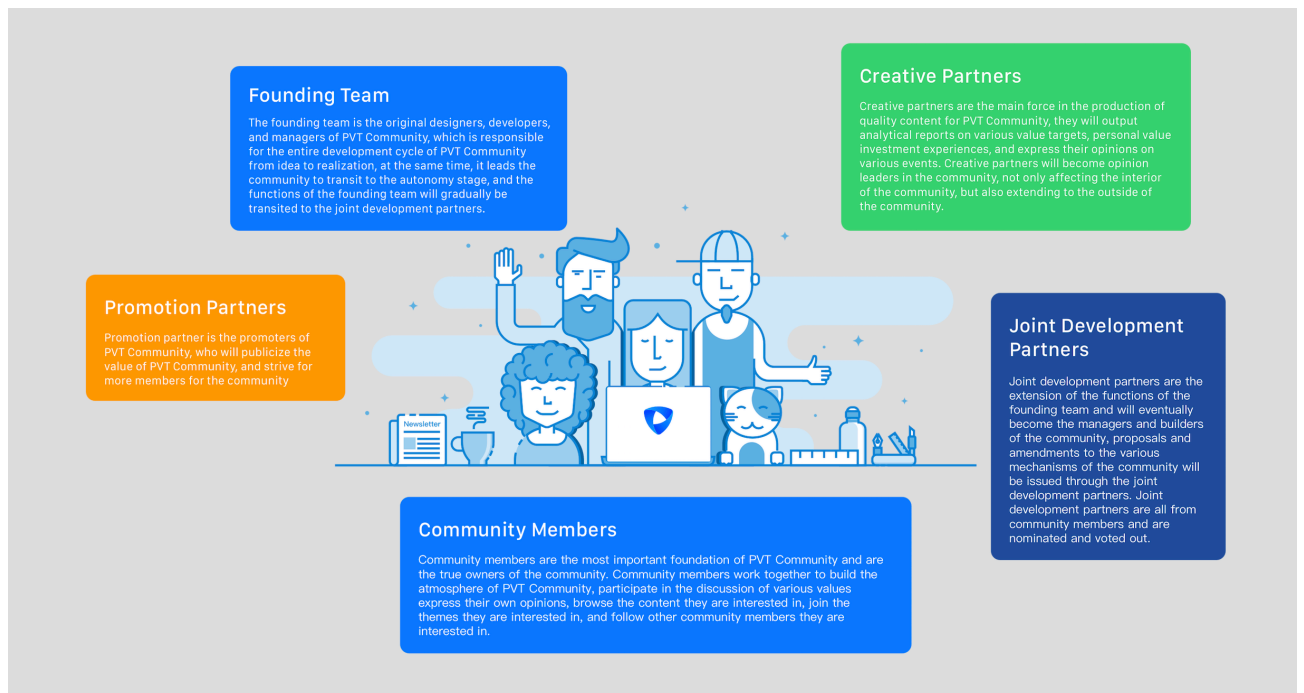 Founding Team
The founding team is the original designers, developers,
and managers of PVT Community, which is responsible
for the entire development cycle of PVT Community
from idea to realization, at the same time, it leads the
community to transit to the autonomy stage, and the
functions of the founding team will gradually be
transited to the joint development partners.
Creative Partners
Creative partners are the main force in the production of
quality content for PVT Community, they will output
analytical reports on various value targets, personal value
investment experiences, and express their opinions on
various events. Creative partners will become opinion
leaders in the community, not only affecting the interior
of the community, but also extending to the outside of
the community.
Promotion Partners
Promotion partner is the promoters of
PVT Community, who will publicize the
value of PVT Community, and strive for
more members for the community
Joint Development
Partners
Joint development partners are the
extension of the functions of the
founding team and will eventually
become the managers and builders
of the community, proposals and
amendments to the various
mechanisms of the community will
be issued through the joint
development partners. Joint
development partners are all from
community members and are
nominated and voted out.
Newsletter
Community Members
Community members are the most important foundation of PVT Community and are
the true owners of the community. Community members work together to build the
atmosphere of PVT Community, participate in the discussion of various values
express their own opinions, browse the content they are interested in, join the
themes they are interested in, and follow other community members they are
interested in.